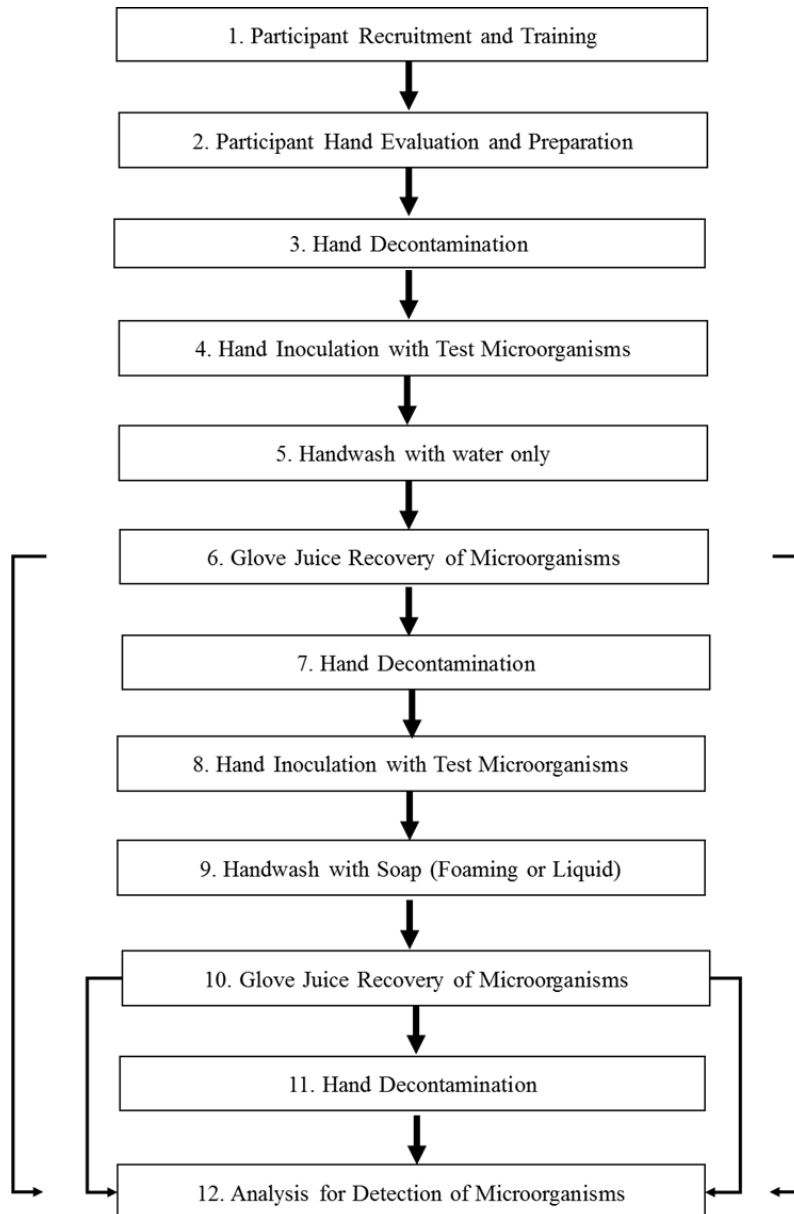 1. Participant Recruitment and Training
2. Participant Hand Evaluation and Preparation
3. Hand Decontamination
4. Hand Inoculation with Test Microorganisms
5. Handwash with water only
6. Glove Juice Recovery of Microorganisms
7. Hand Decontamination
8. Hand Inoculation with Test Microorganisms
9. Handwash with Soap (Foaming or Liquid)
10. Glove Juice Recovery of Microorganisms
11. Hand Decontamination
12. Analysis for Detection of Microorganisms